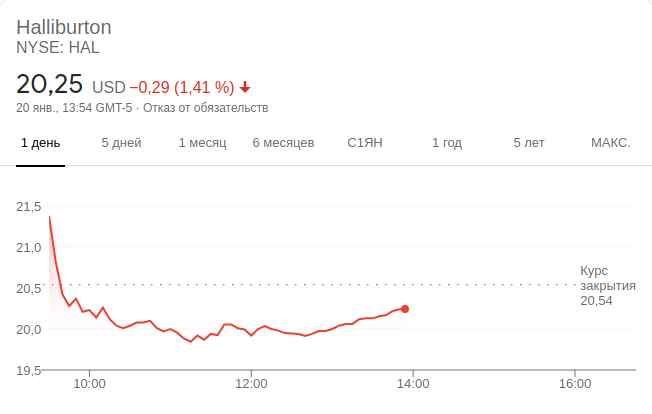 Halliburton
NYSE: HAL
20,25 USD −0,29 (1,41 %)
20 янв., 13:54 GMT-5 · Отказ от обязательств
1 день 5 дней 1 месяц 6 месяцев С1ЯН 1 год 5 лет МАКС.
21,5
21,0
20,5
20,0
19,5
Курс
закрытия
20,54
10:00 12:00 14:00 16:00